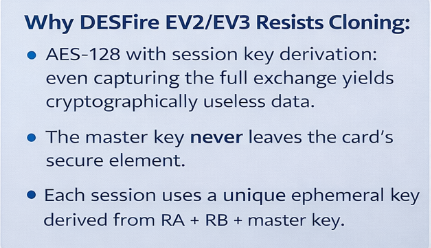 Why DESFire EV2/EV3 Resists Cloning:
• AES-128 with session key derivation:
even capturing the full exchange yields
cryptographically useless data.
• The master key never leaves the card's
secure element.
• Each session uses a unique ephemeral key
derived from RA + RB + master key.